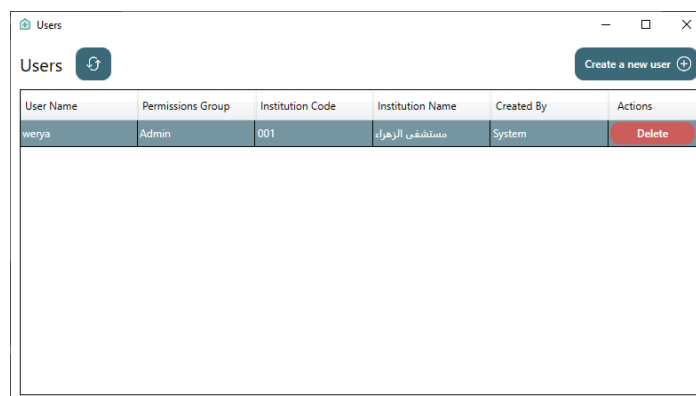 Users
Users
Create a new user
User Name Permissions Group Institution Code Institution Name Created By Actions
werya Admin 001 مستشفى الزهراء System Delete